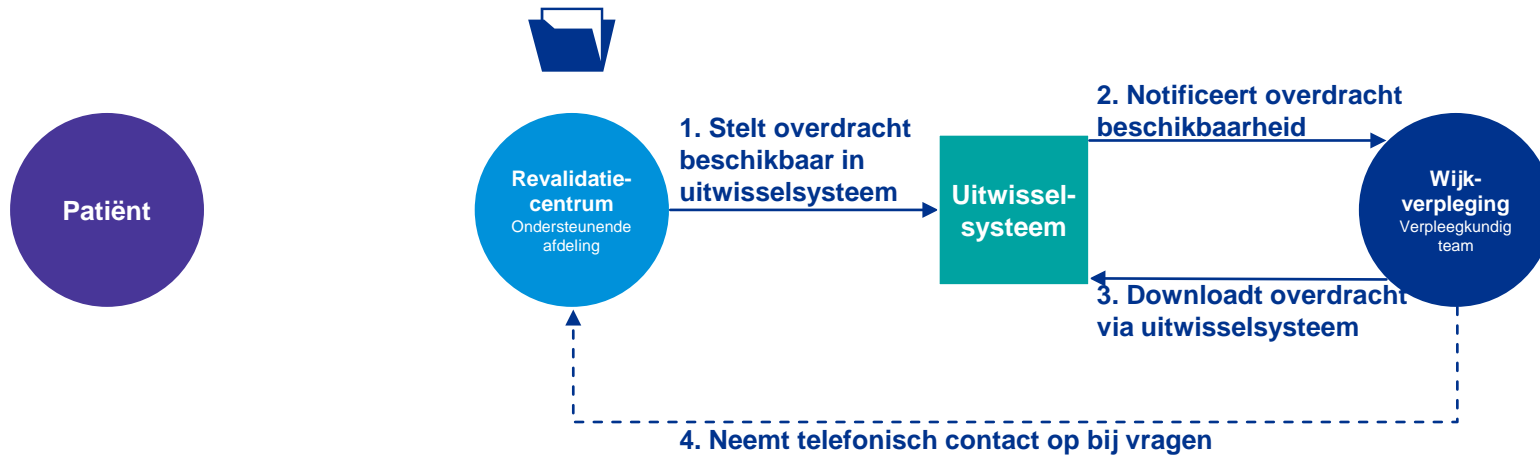 Patiënt
Revalidatie-
centrum
Ondersteunende
afdeling
1. Stelt overdracht
beschikbaar in
uitwisselsysteem
Uitwissel-
systeem
2. Notificeert overdracht
beschikbaarheid
Wijk-
verpleging
Verpleegkundig
team
3. Downloadt overdracht
via uitwisselsysteem
4. Neemt telefonisch contact op bij vragen